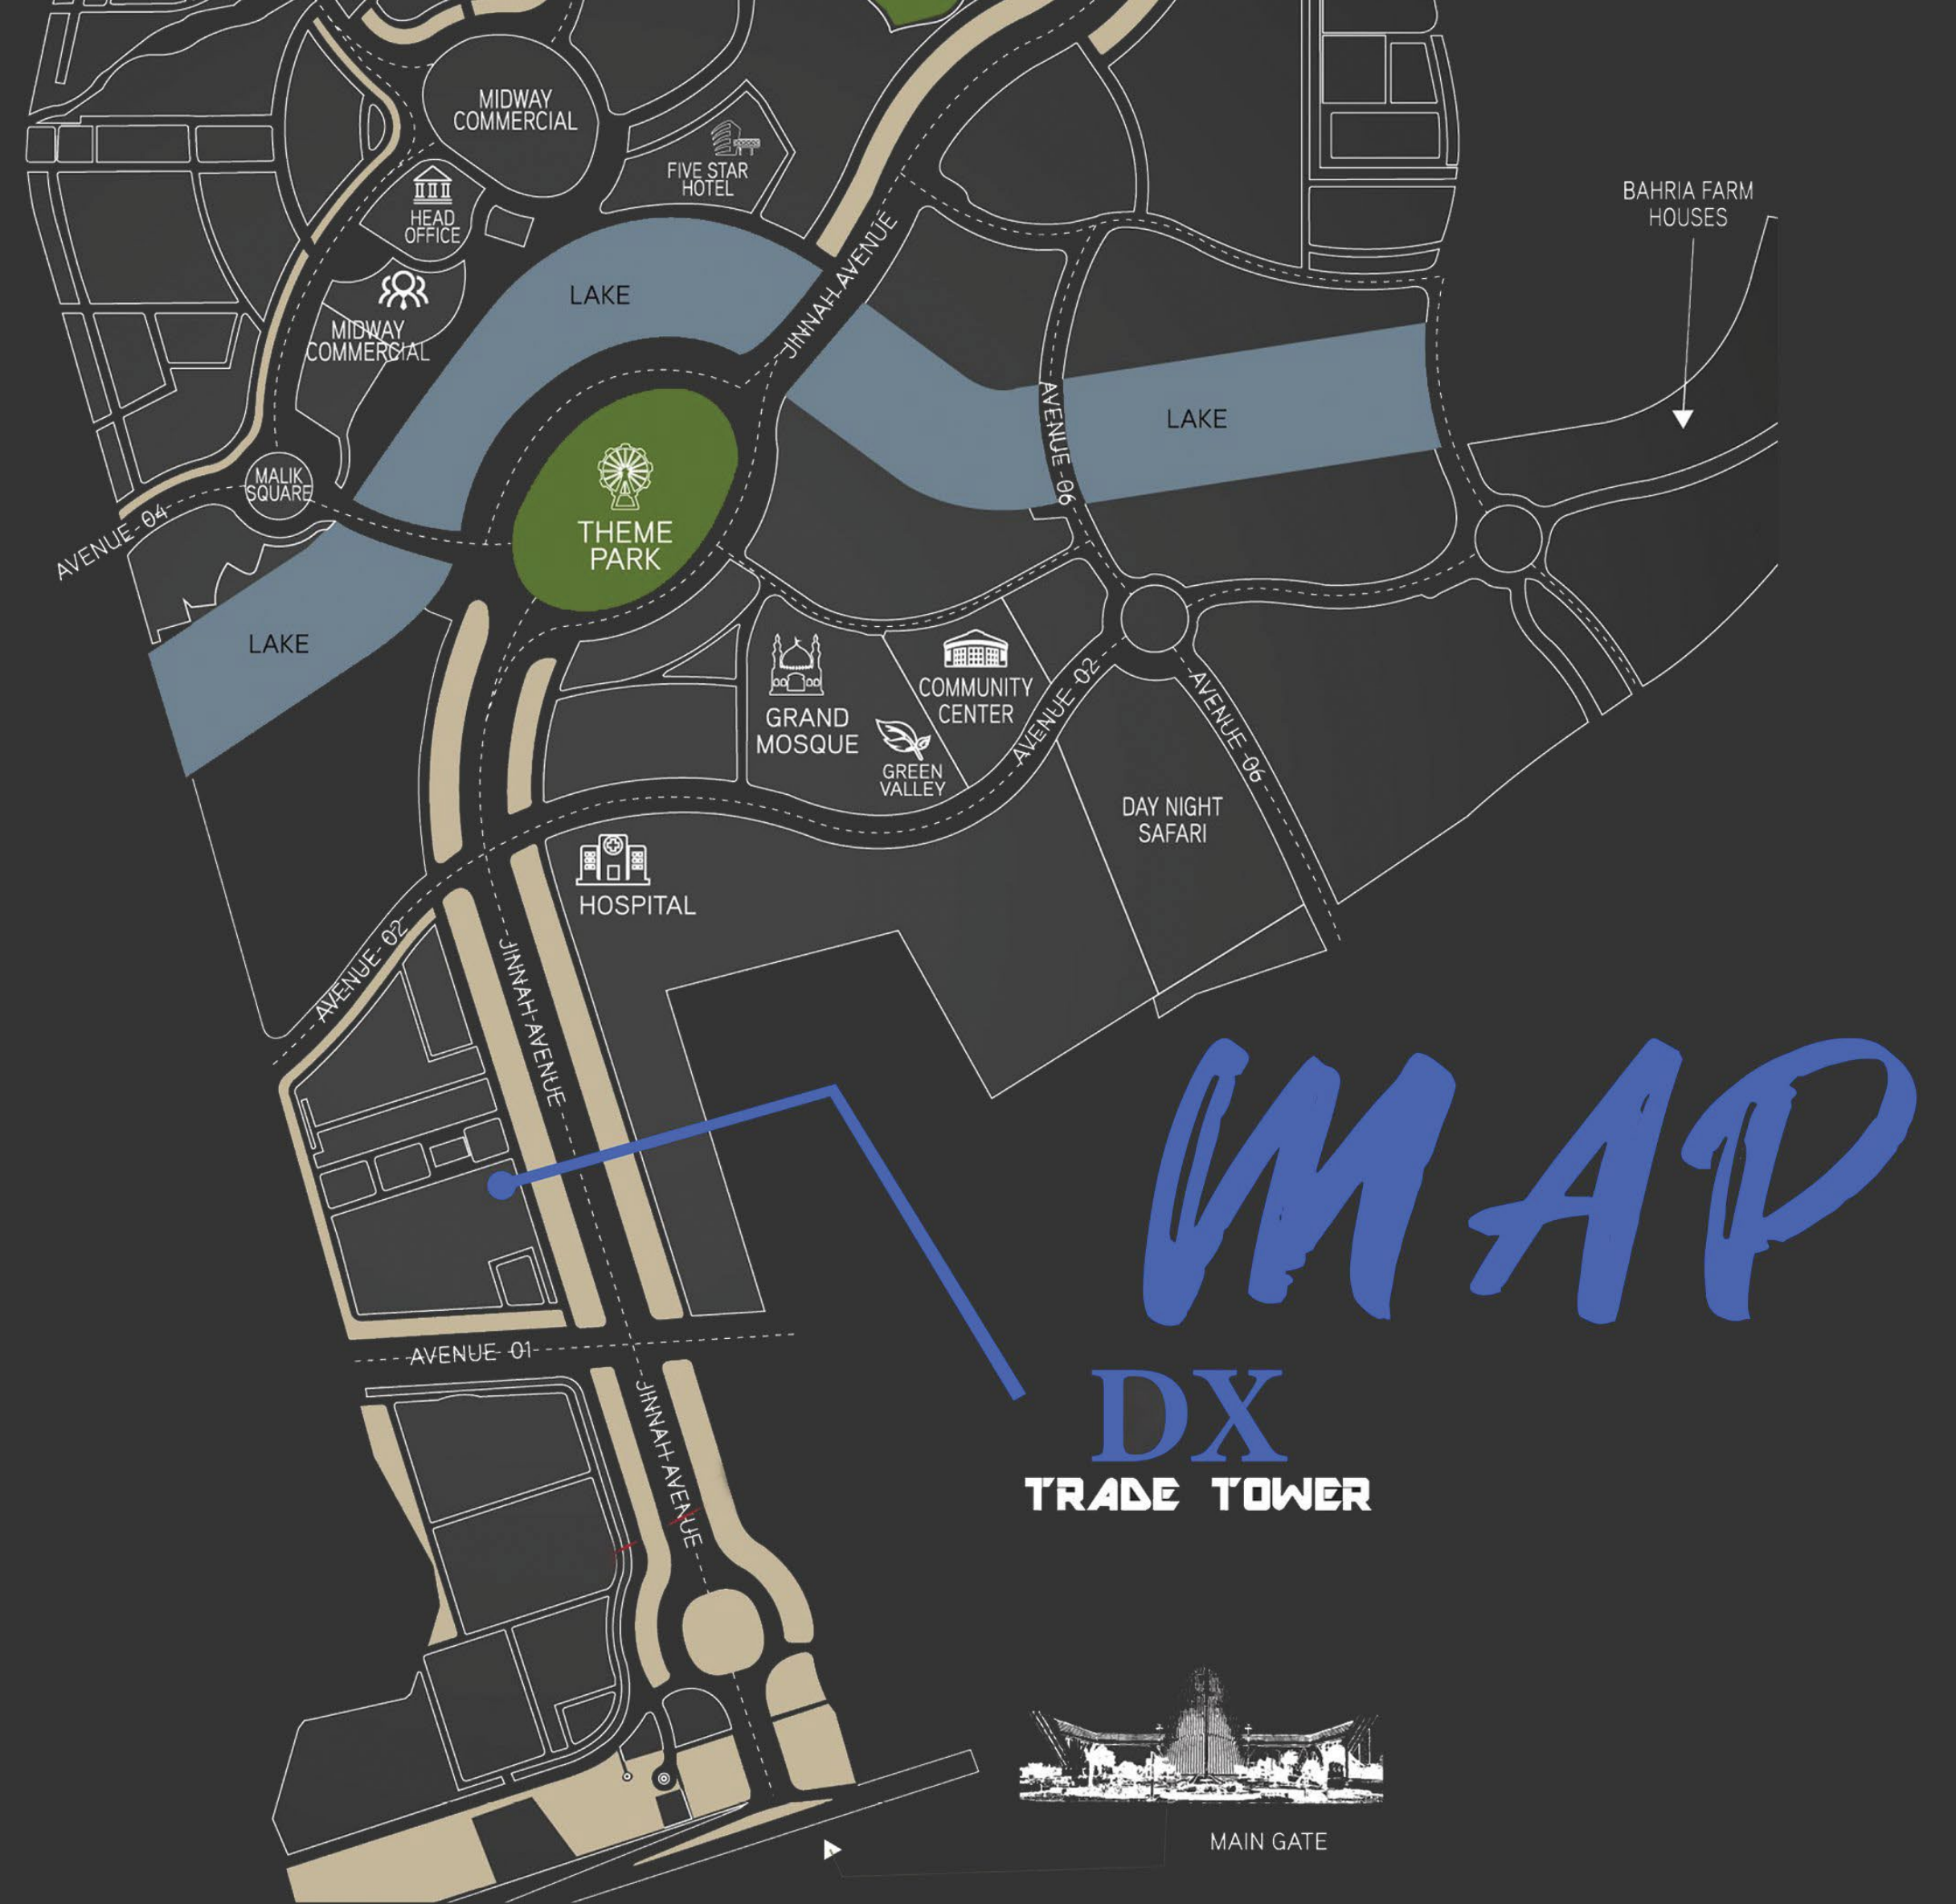 MIDWAY
COMMERCIAL
FIVE STAR
HOTEL
HEAD
OFFICE
BAHRIA FARM
HOUSES
JINNAH AVENUE
LAKE
MIDWAY
COMMERCIAL
AVENUE - 06
LAKE
MALIK
SQUARE
AVENUE - 04
THEME
PARK
LAKE
GRAND
MOSQUE
COMMUNITY
CENTER
GREEN
VALLEY
AVENUE - 02
AVENUE - 06
DAY NIGHT
SAFARI
HOSPITAL
AVENUE - 02
JINNAH AVENUE
MAP
AVENUE 01
JINNAH AVENUE
DX
TRADE TOWER
MAIN GATE